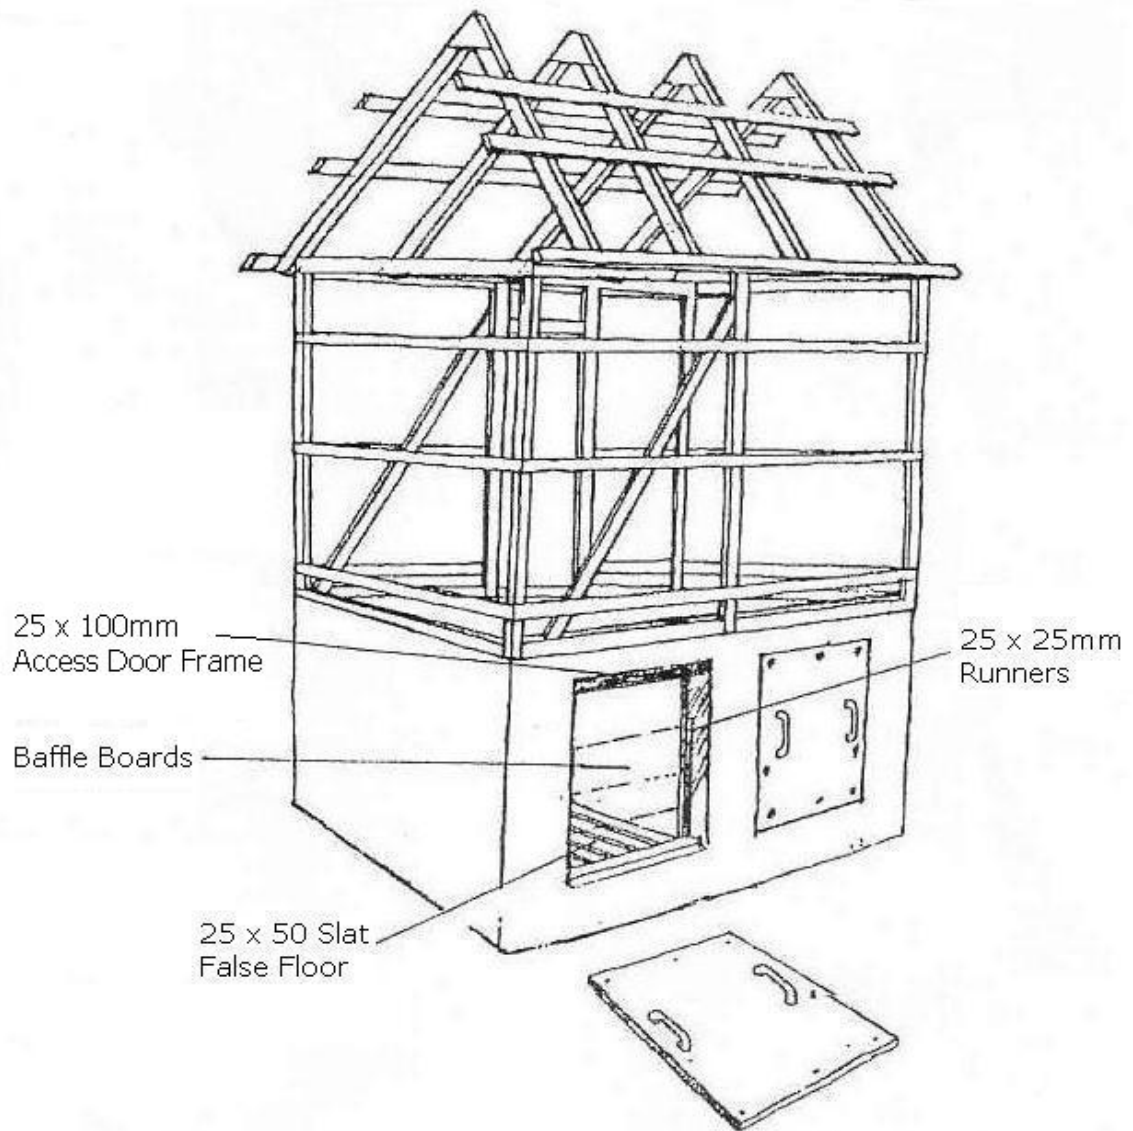 25 x 100mm
Access Door Frame
25 x 25mm
Runners
Baffle Boards
25 x 50 Slat
False Floor